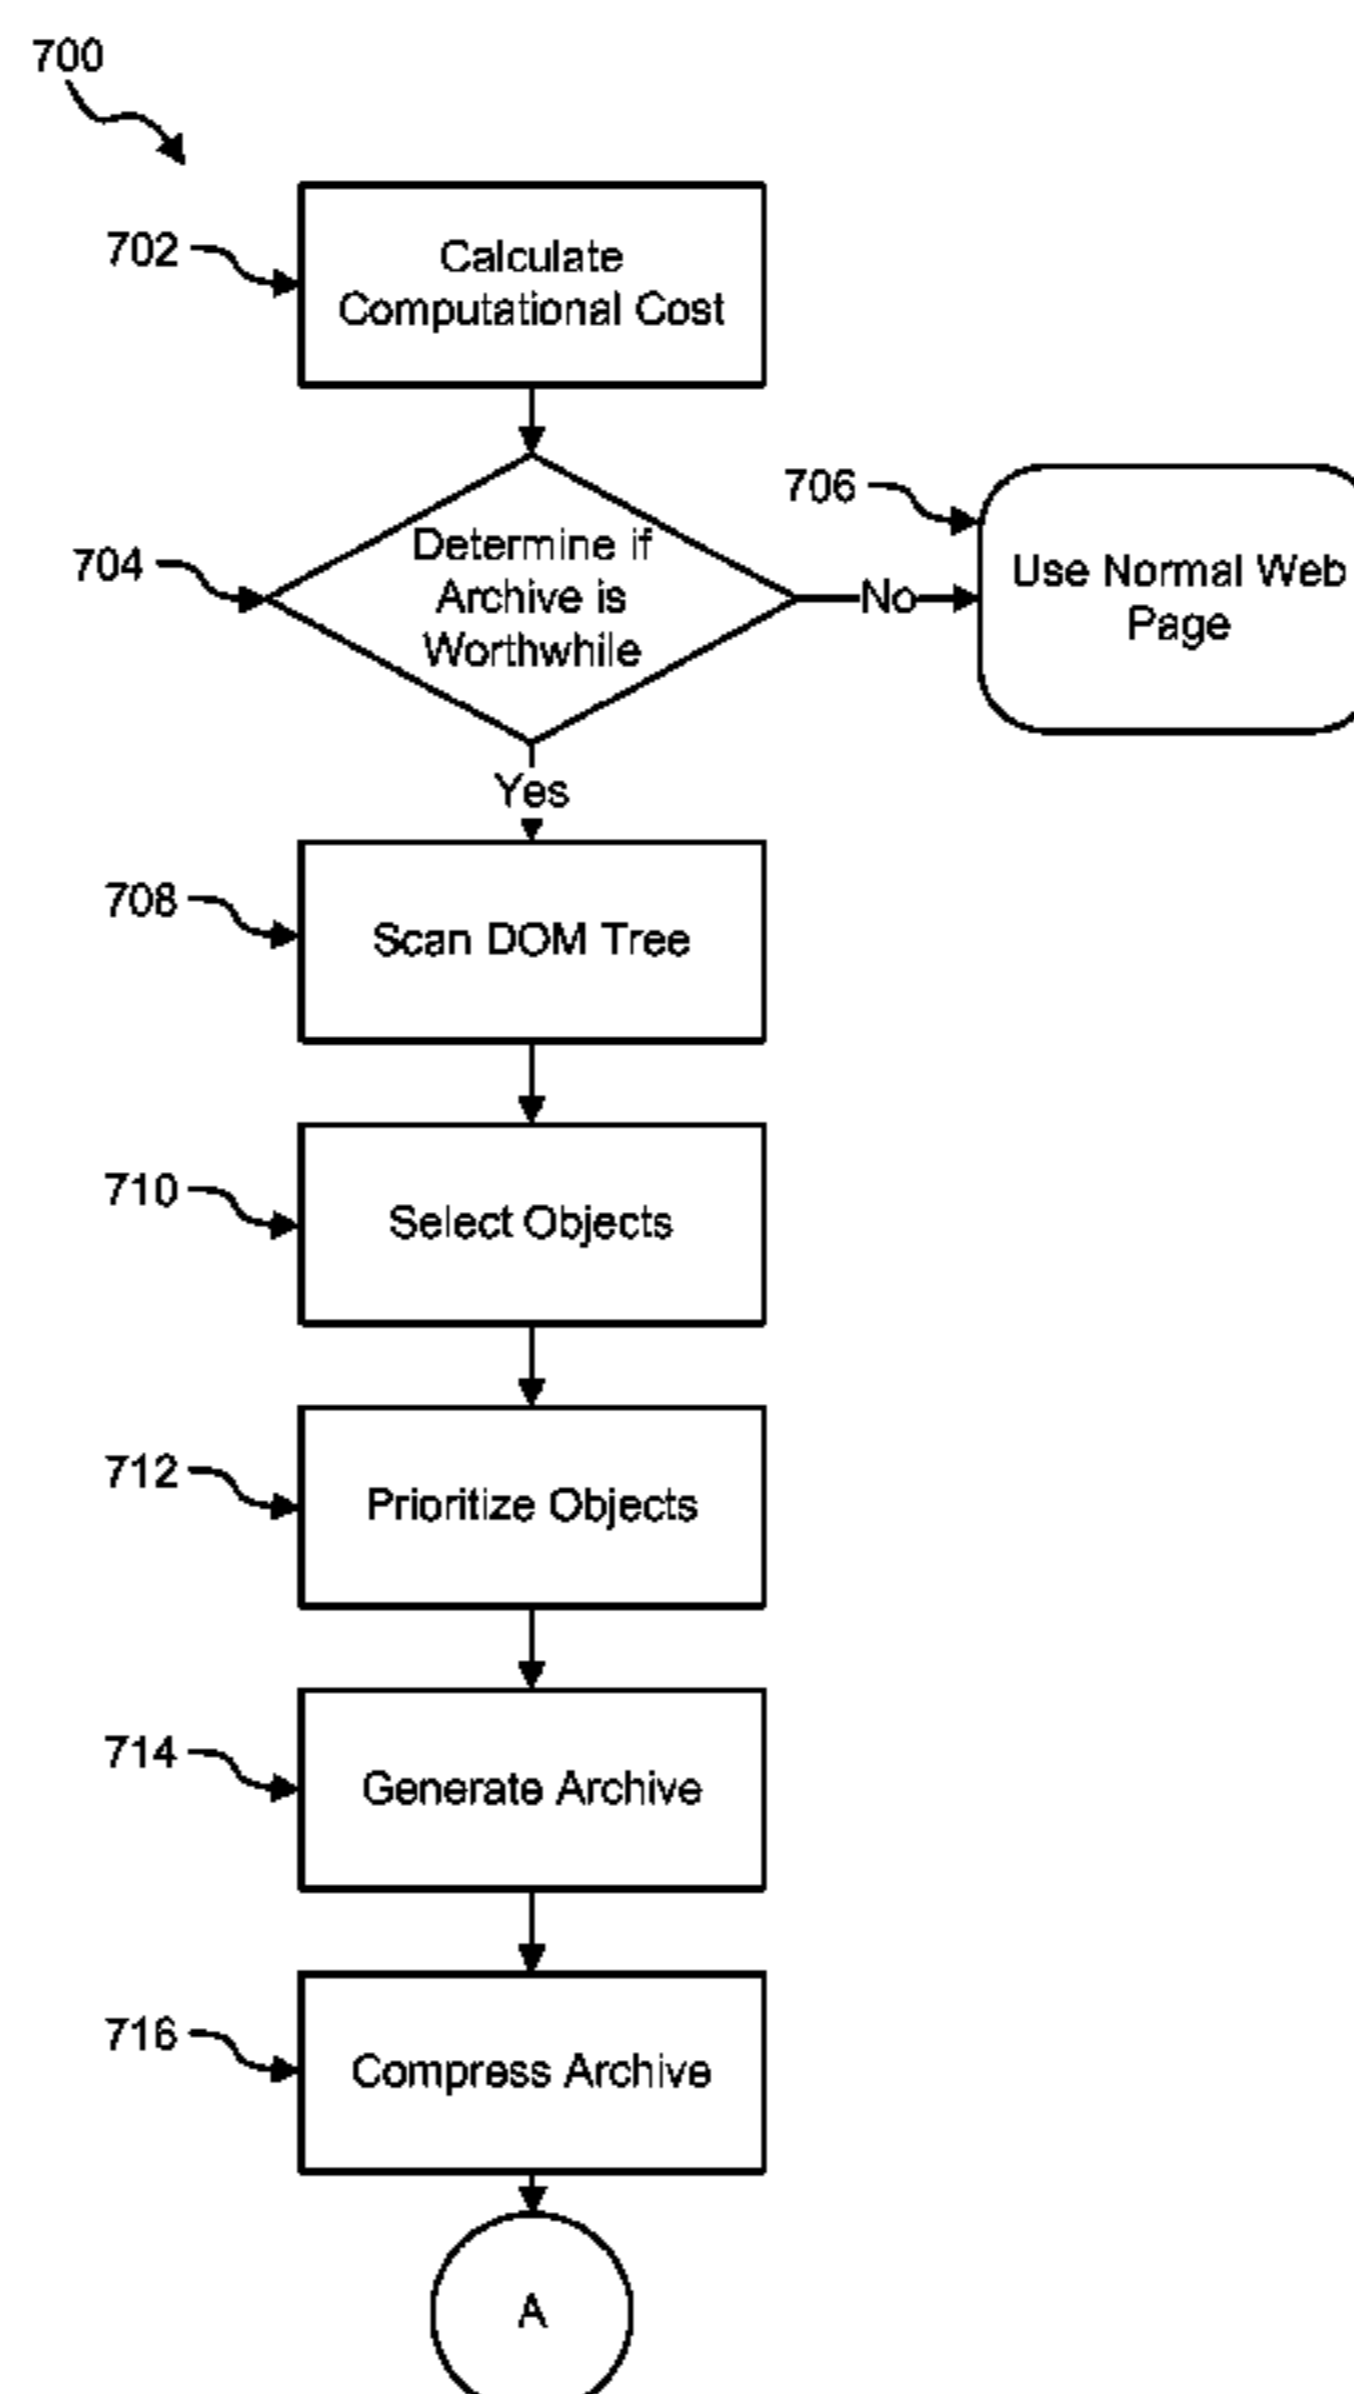 700
702
Calculate
Computational Cost
704
Determine if
Archive is
Worthwhile
No
706
Use Normal Web
Page
Yes
708
Scan DOM Tree
710
Select Objects
712
Prioritize Objects
714
Generate Archive
716
Compress Archive
A